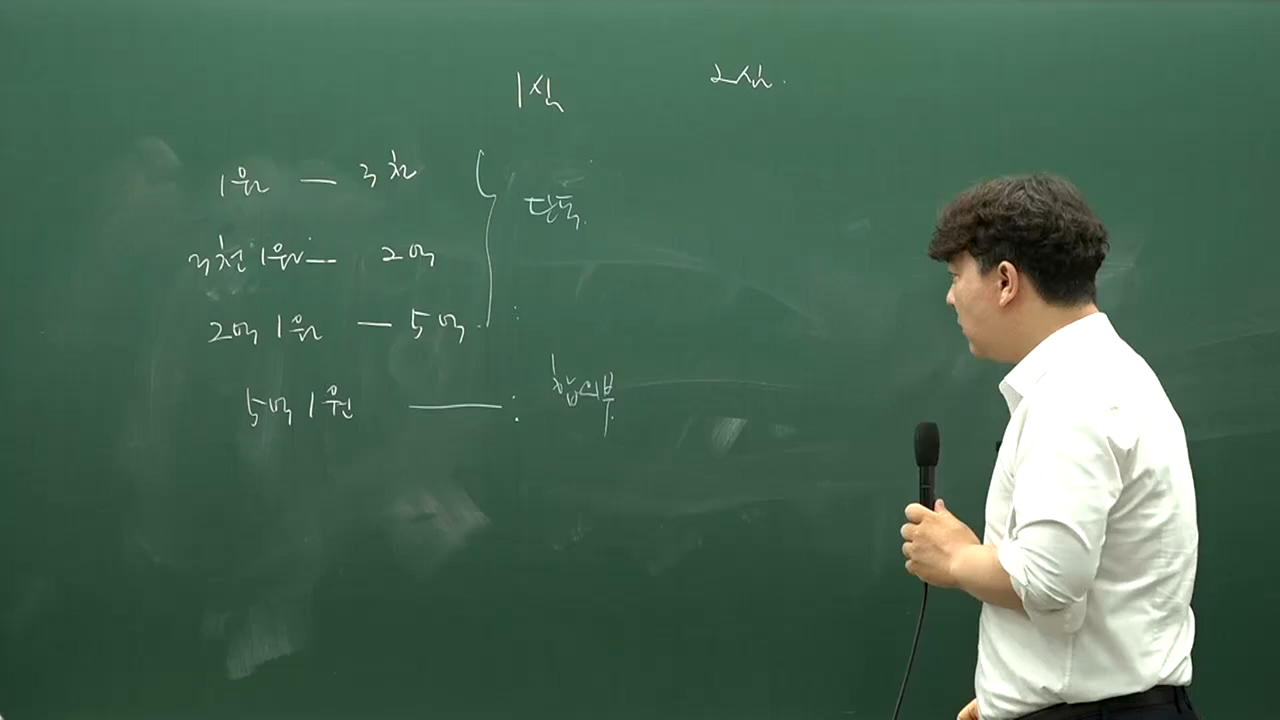 1심 2심.
1원 — 3천
단독.
3천 1원 — 2억
2억 1원 — 5억.
5억 1원 — : 합의부.